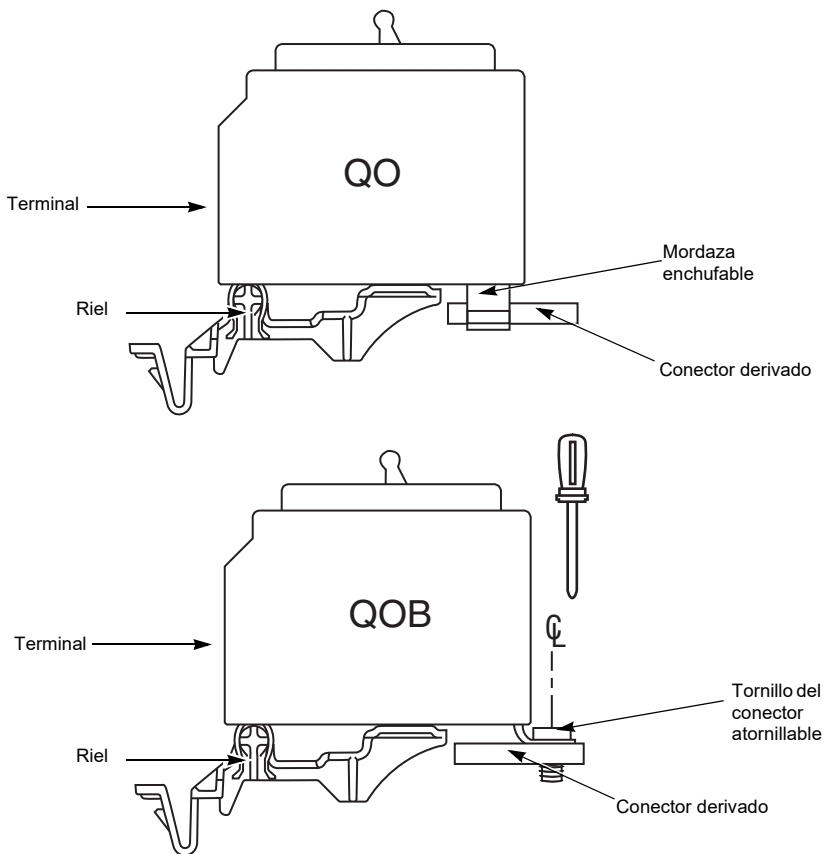 QO
Terminal
Mordaza
enchufable
Riel
Conector derivado
QOB
℄
Terminal
Tornillo del
conector
atornillable
Riel
Conector derivado